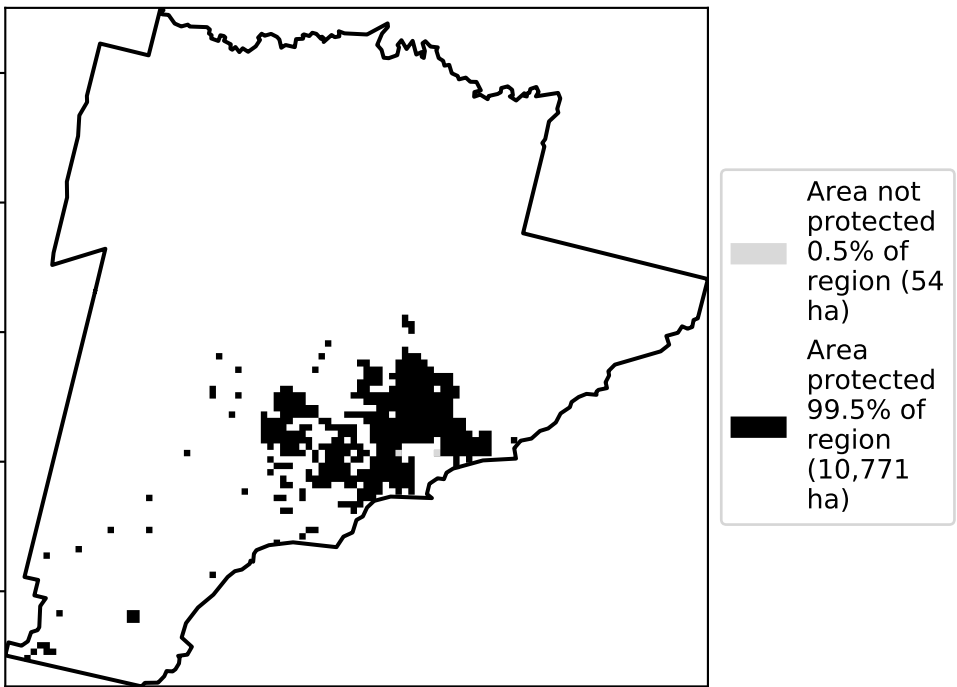 Area not
protected
0.5% of
region (54
ha)
Area
protected
99.5% of
region
(10,771
ha)